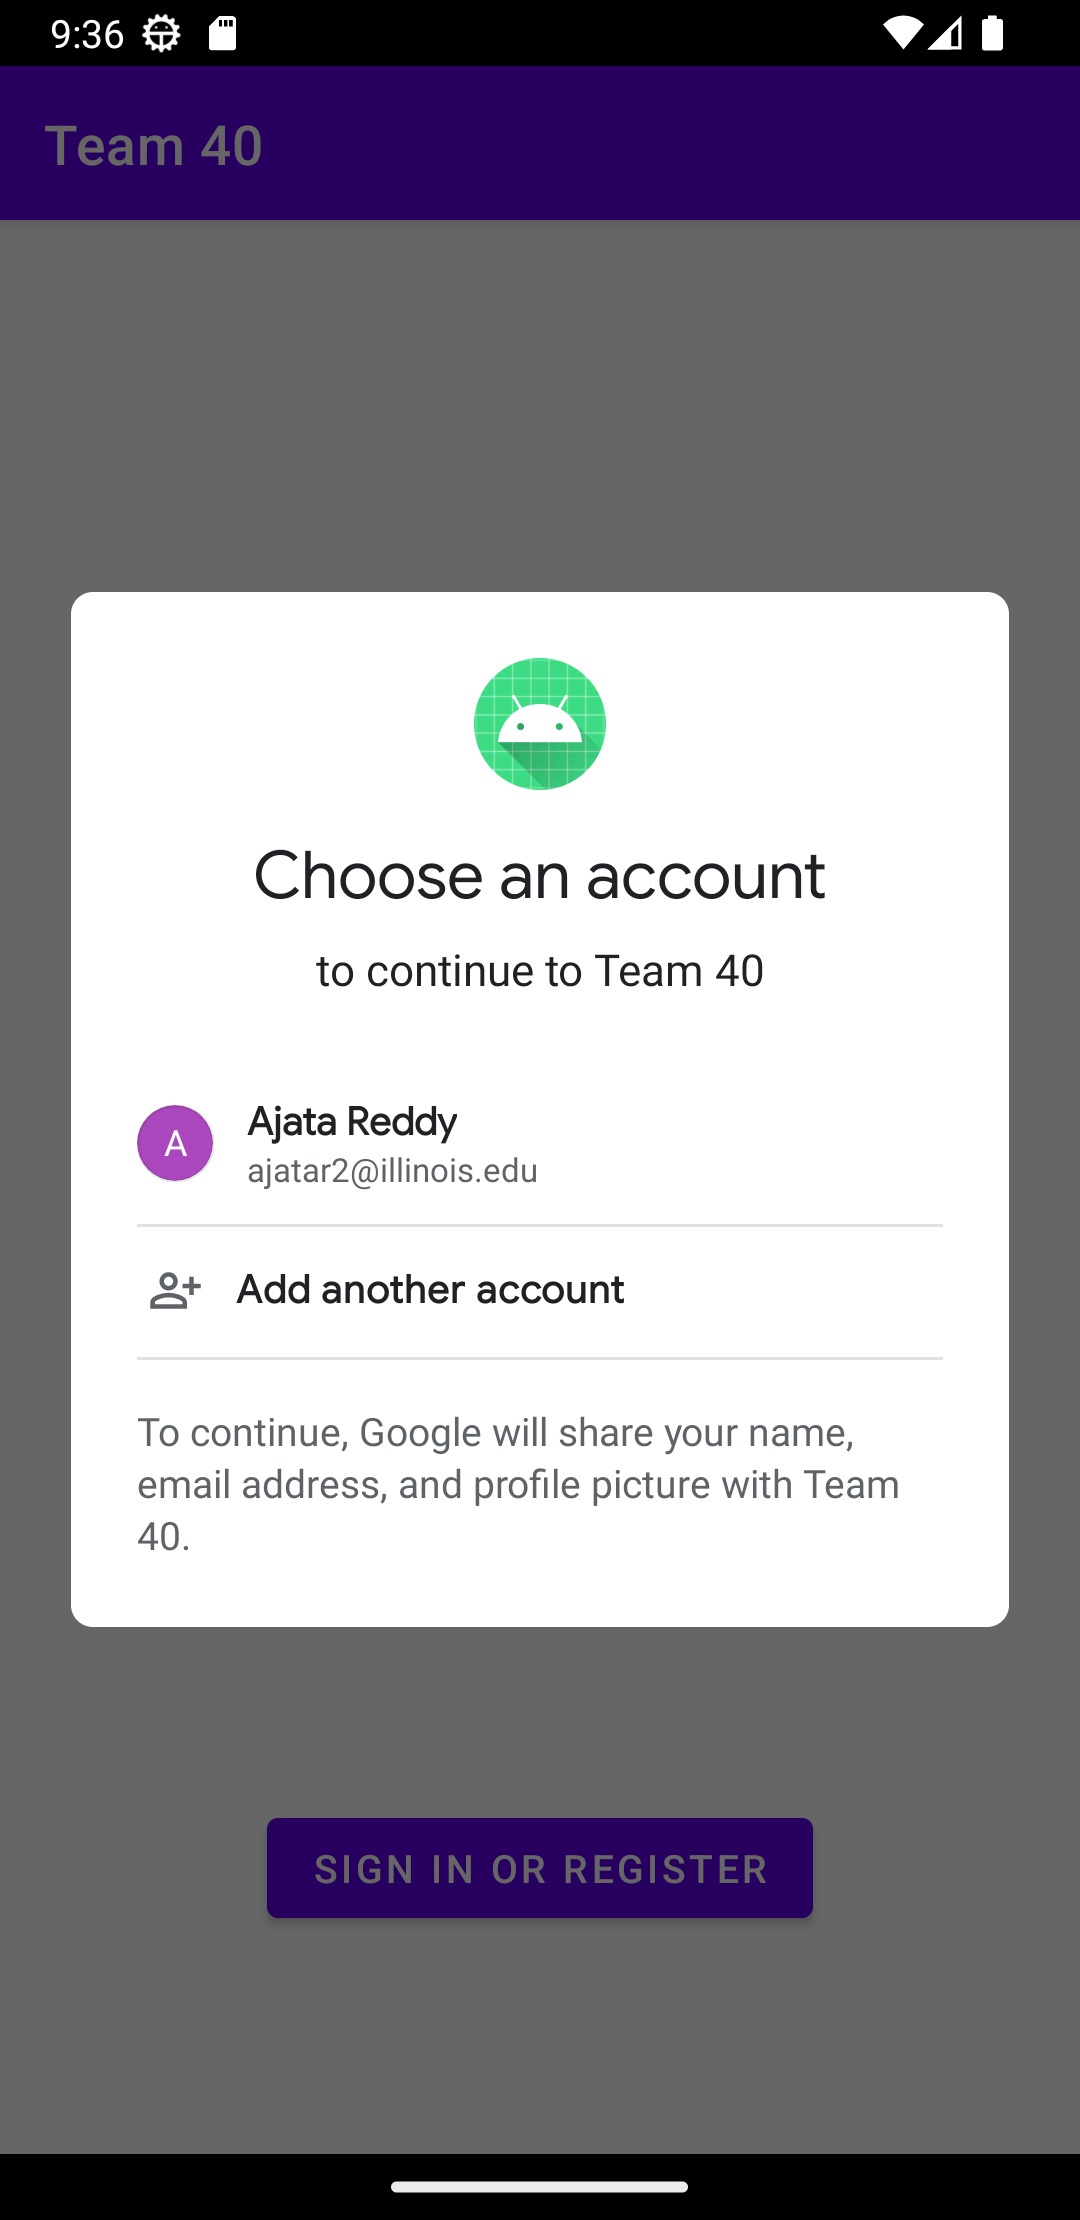 9:36
Team 40
Choose an account
to continue to Team 40
A
Ajata Reddy
ajatar2@illinois.edu
Add another account
To continue, Google will share your name,
email address, and profile picture with Team
40.
SIGN IN OR REGISTER